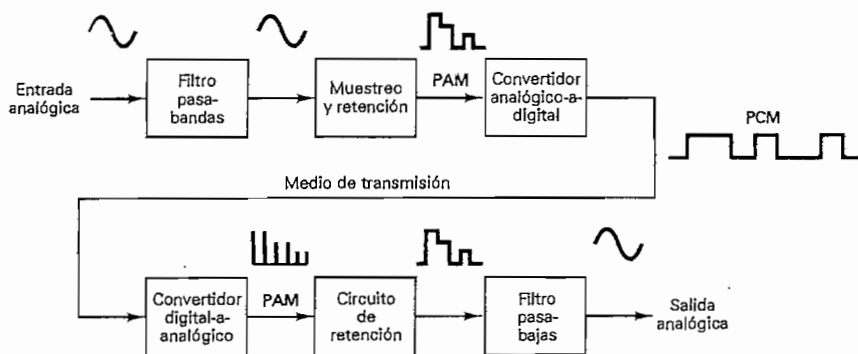 Entrada
analógica
Filtro
pasa-
bandas
Muestreo
y retención
PAM
Convertidor
analógico-a-
digital
PCM
Medio de transmisión
Convertidor
digital-a-
analógico
PAM
Circuito
de
retención
Filtro
pasa-
bajas
Salida
analógica